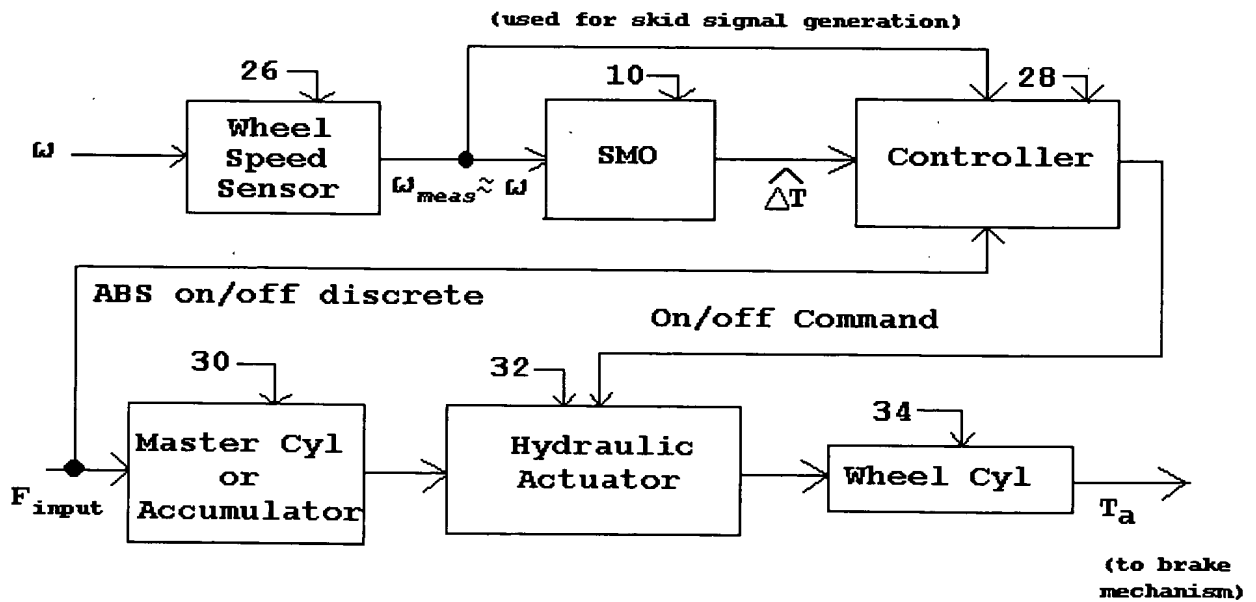 (used for skid signal generation)
26
10
28
ω
Wheel
Speed
Sensor
ω_meas ≈ ω
SMO
\widehat{ΔT}
Controller
ABS on/off discrete
On/off Command
30
32
34
F_input
Master Cyl
or
Accumulator
Hydraulic
Actuator
Wheel Cyl
T_a
(to brake
mechanism)